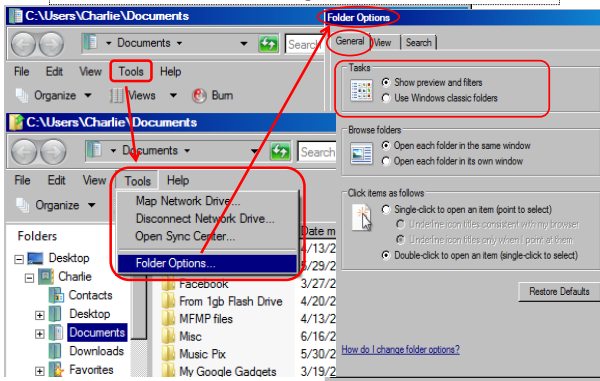 C:\Users\Charlie\Documents
Documents
Search
File Edit View Tools Help
Organize Views Burn
C:\Users\Charlie\Documents
Documents
Search
File Edit View Tools Help
Organize
Map Network Drive...
Disconnect Network Drive...
Open Sync Center...
Folder Options...
Folders
Desktop
Charlie
Contacts
Desktop
Documents
Downloads
Favorites
Date m
4/13/2
5/29/2
Facebook 3/27/2
From 1gb Flash Drive 4/20/2
MFMP files 4/13/2
Misc 6/16/2
Music Pix 5/30/2
My Google Gadgets 3/19/2
Folder Options
General View Search
Tasks
Show preview and filters
Use Windows classic folders
Browse folders
Open each folder in the same window
Open each folder in its own window
Click items as follows
Single-click to open an item (point to select)
Underline icon titles consistent with my browser
Underline icon titles only when I point at them
Double-click to open an item (single-click to select)
Restore Defaults
How do I change folder options?